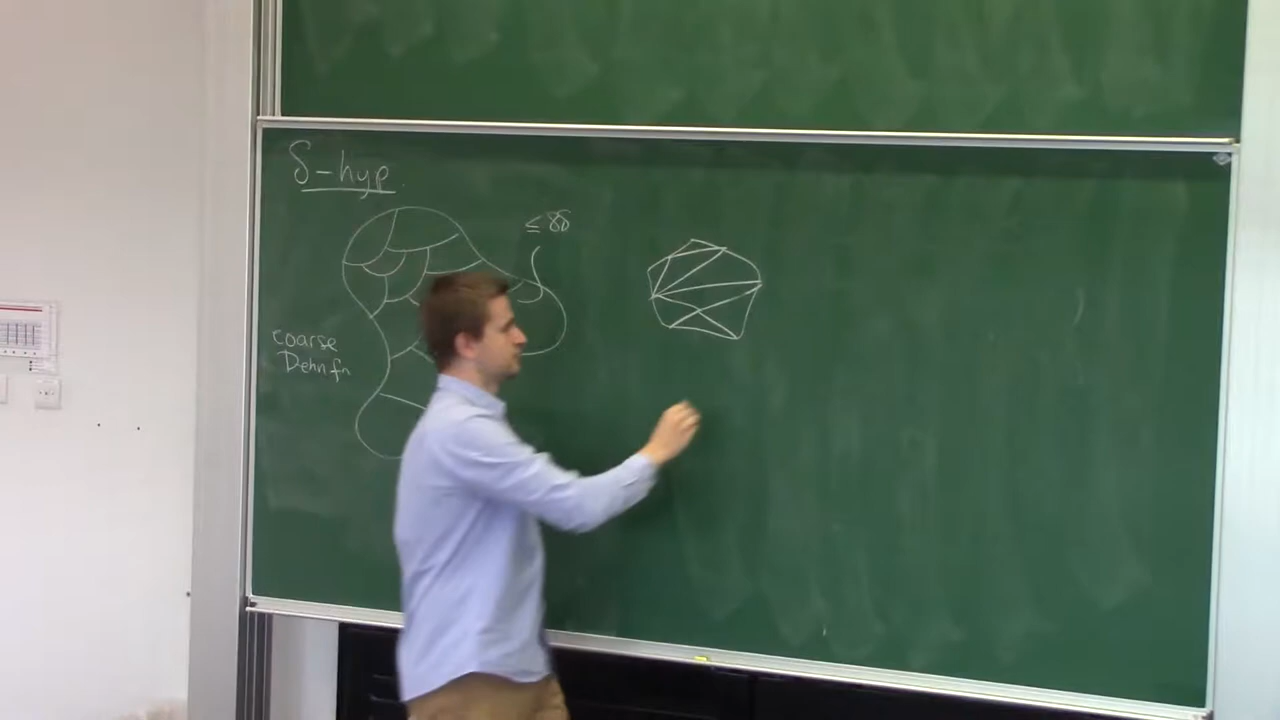 δ-hyp.
≤ 8δ
coarse
Dehn fn